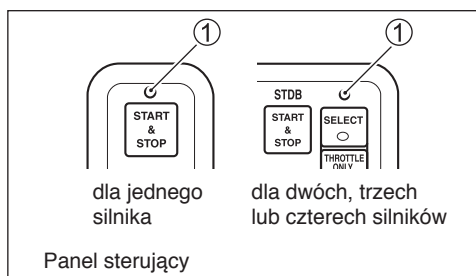 ① ①
STDB
START & STOP
START & STOP
SELECT
THROTTLE ONLY
dla jednego silnika
dla dwóch, trzech lub czterech silników
Panel sterujący